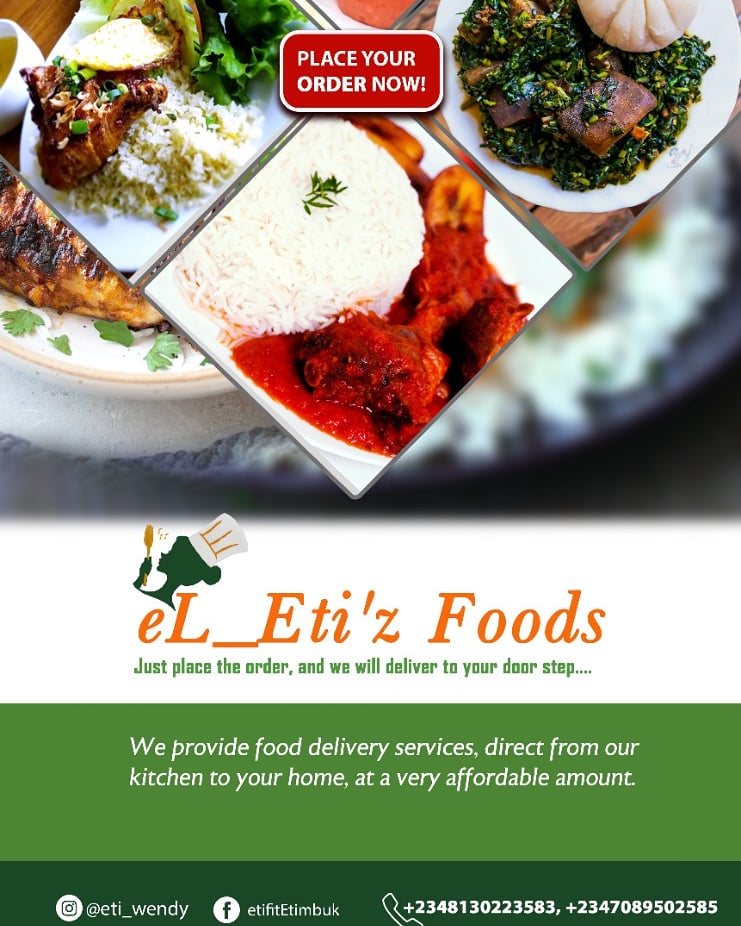 PLACE YOUR
ORDER NOW!
eL_Eti'z Foods
Just place the order, and we will deliver to your door step....
We provide food delivery services, direct from our
kitchen to your home, at a very affordable amount.
@eti_wendy etifitEtimbuk +2348130223583, +2347089502585